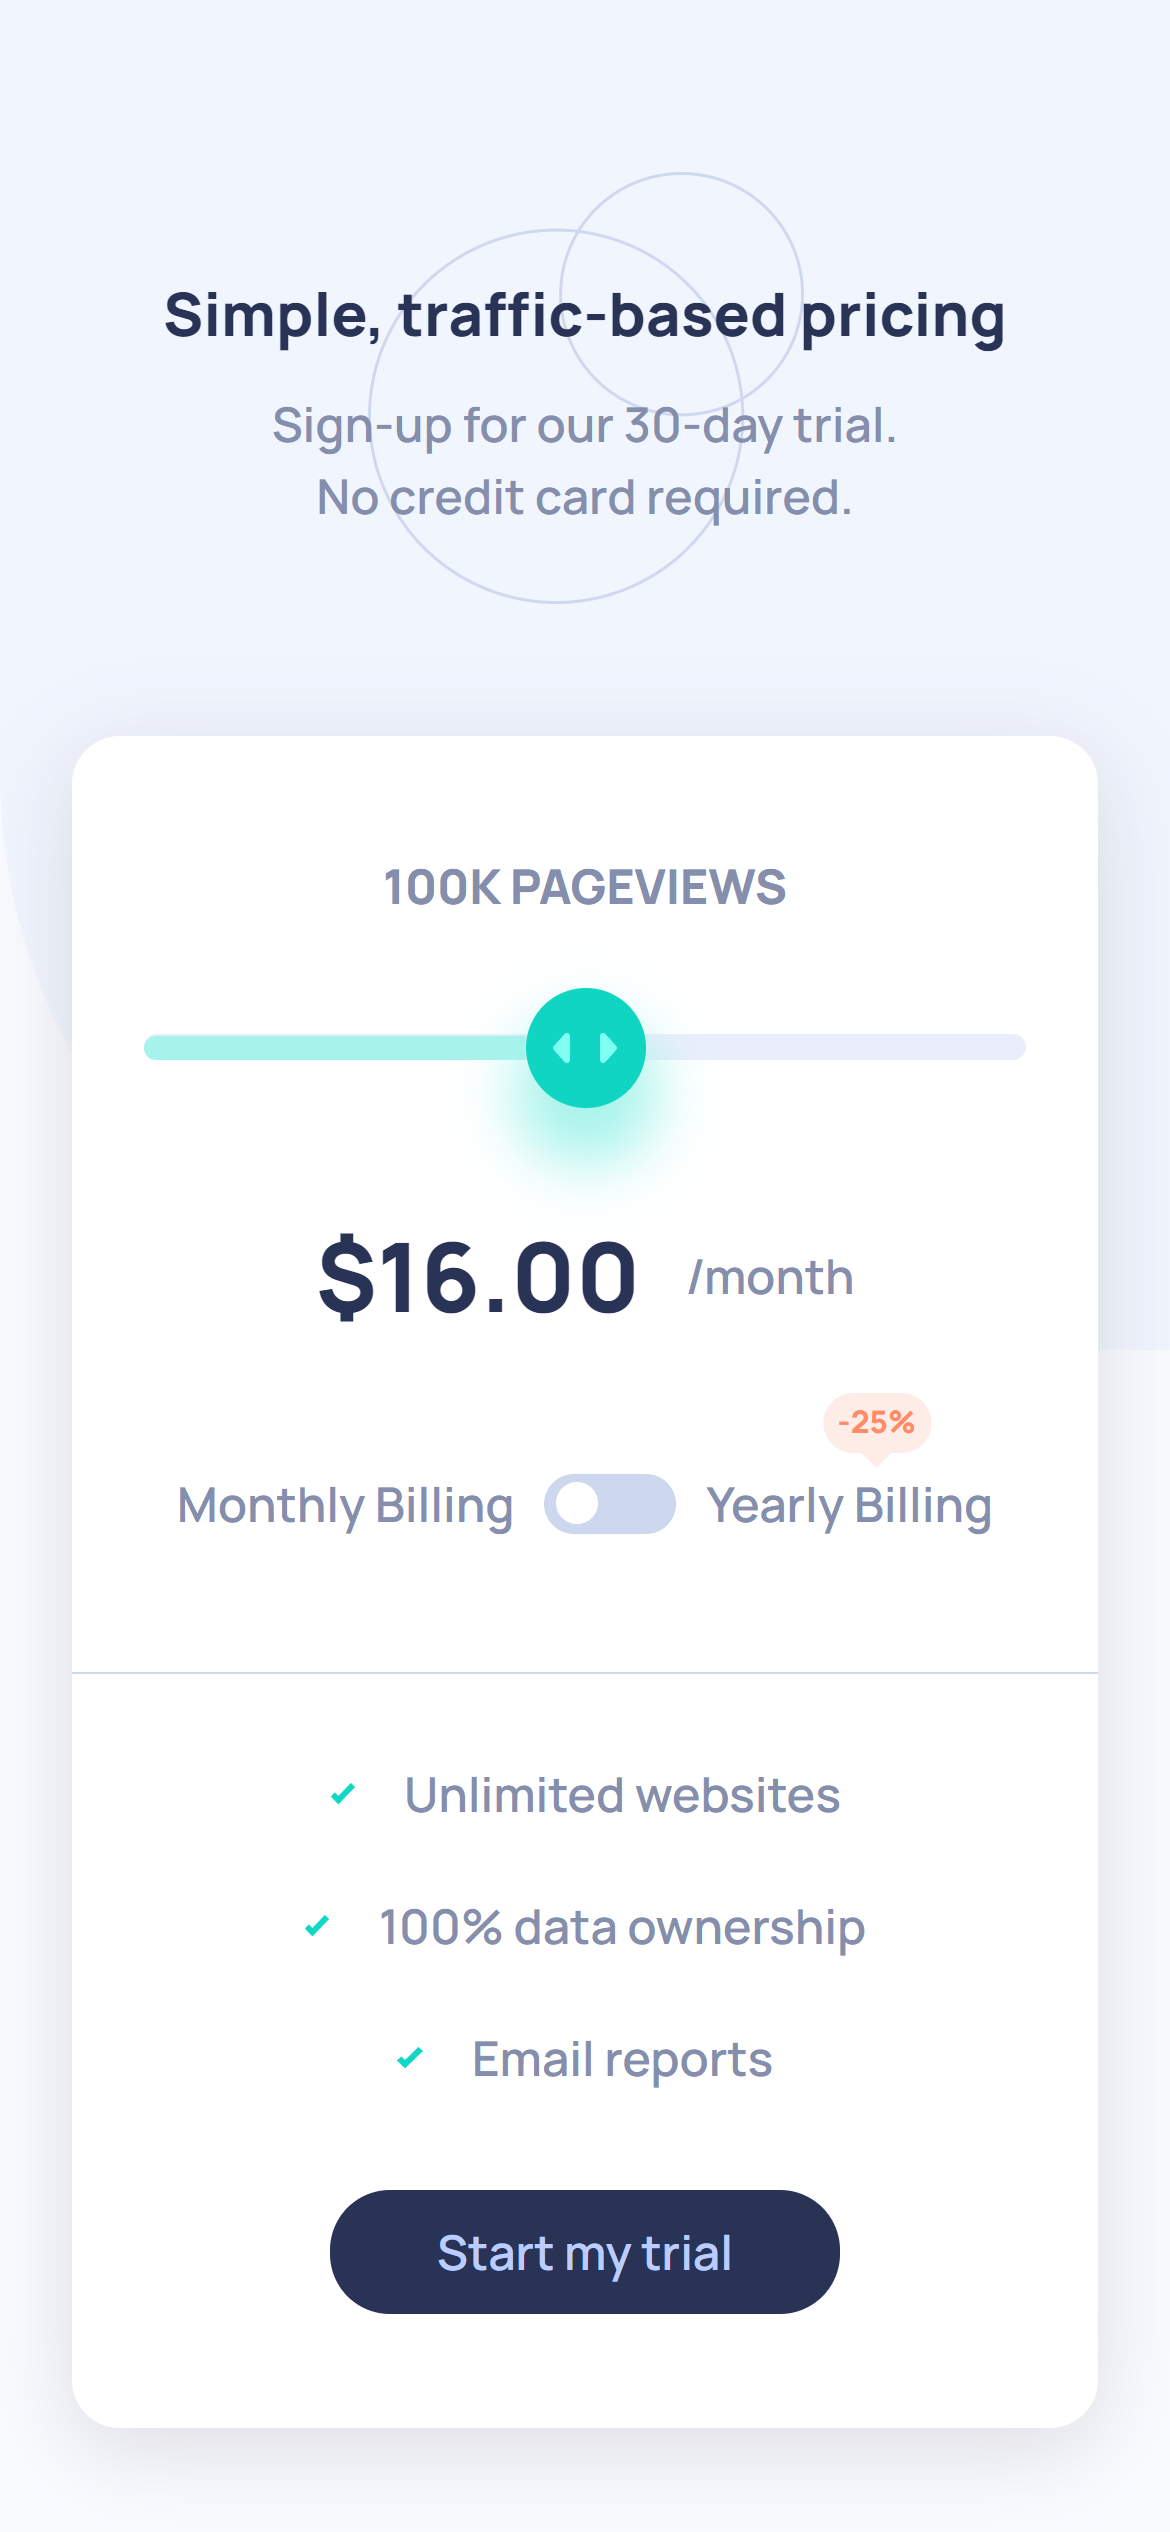 Simple, traffic-based pricing
Sign-up for our 30-day trial.
No credit card required.
100K PAGEVIEWS
$16.00 /month
-25%
Monthly Billing Yearly Billing
Unlimited websites
100% data ownership
Email reports
Start my trial